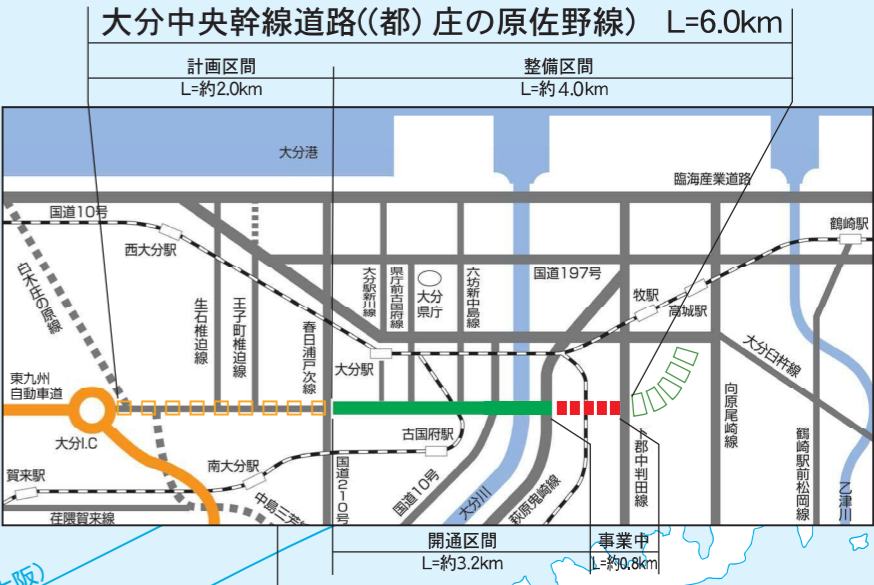 大分中央幹線道路((都) 庄の原佐野線) L=6.0km
計画区間
L=約2.0km
整備区間
L=約4.0km
大分港
臨海産業道路
国道10号
鶴崎駅
西大分駅
白木庄の原線
生石椎迫線
王子町椎迫線
春日浦戸次線
大分駅新川線
県庁前古国府線
大分
県庁
六坊新中島線
国道197号
牧駅
高城駅
大分駅
大分臼杵線
東九州
自動車道
大分I.C
向原尾崎線
古国府駅
鶴崎駅前松岡線
乙津川
賀来駅
南大分駅
荏隈賀来線
国道210号
国道10号
大分川
萩原鬼崎線
郡中判田線
開通区間
L=約3.2km
事業中
L=約0.8km
阪)